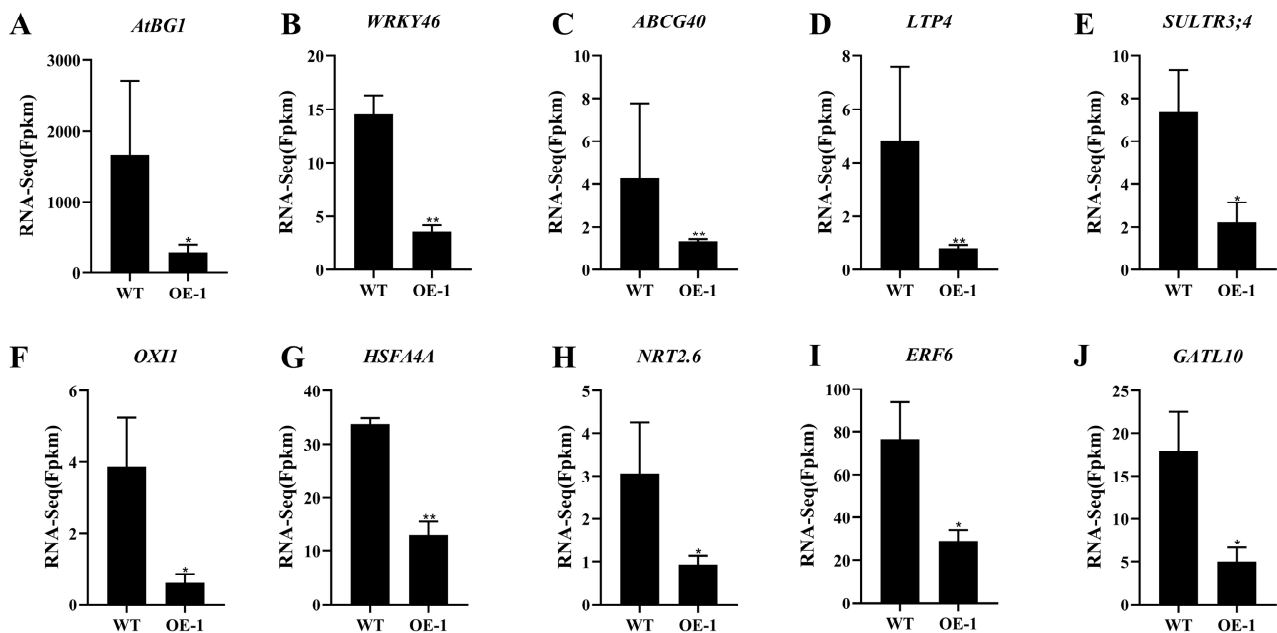 A AtBG1
RNA-Seq(Fpkm)
3000
2000
1000
0
*
WT OE-1
B WRKY46
RNA-Seq(Fpkm)
20
15
10
5
0
**
WT OE-1
C ABCG40
RNA-Seq(Fpkm)
10
8
6
4
2
0
**
WT OE-1
D LTP4
RNA-Seq(Fpkm)
8
6
4
2
0
**
WT OE-1
E SULTR3;4
RNA-Seq(Fpkm)
10
8
6
4
2
0
*
WT OE-1
F OXI1
RNA-Seq(Fpkm)
6
4
2
0
*
WT OE-1
G HSFA4A
RNA-Seq(Fpkm)
40
30
20
10
0
**
WT OE-1
H NRT2.6
RNA-Seq(Fpkm)
5
4
3
2
1
0
*
WT OE-1
I ERF6
RNA-Seq(Fpkm)
100
80
60
40
20
0
*
WT OE-1
J GATL10
RNA-Seq(Fpkm)
25
20
15
10
5
0
*
WT OE-1